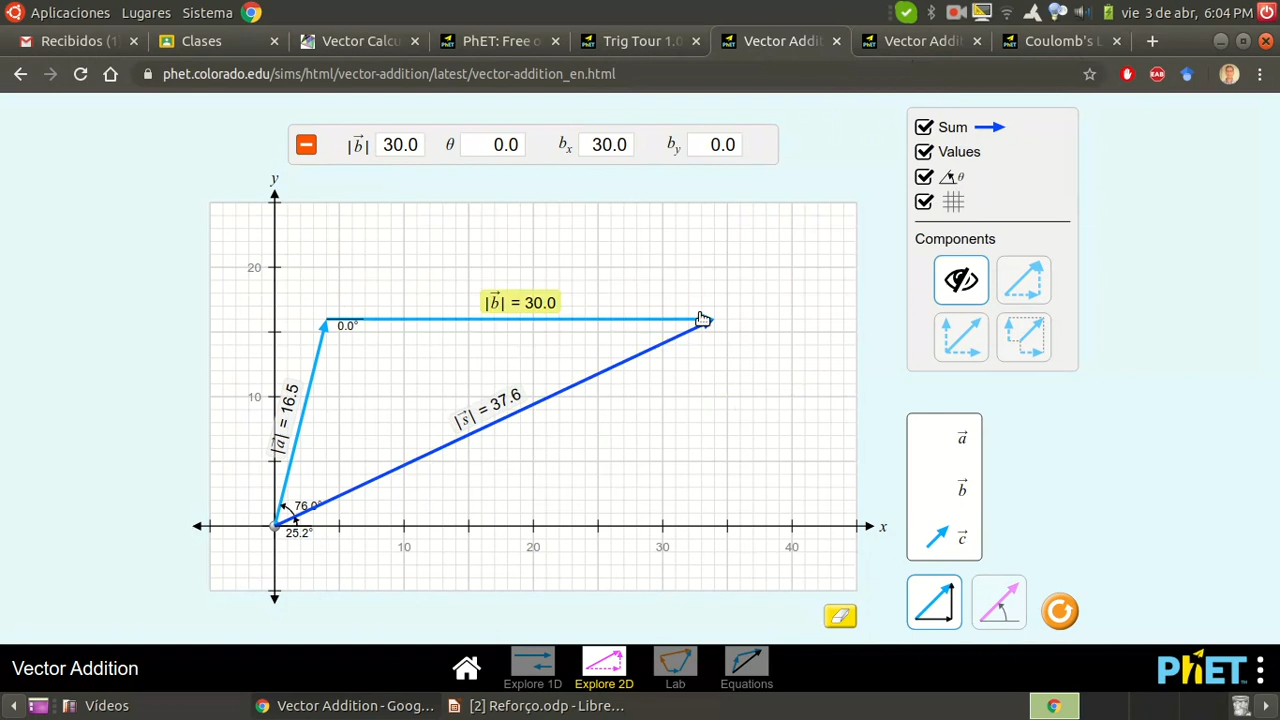 Aplicaciones Lugares Sistema vie 3 de abr, 6:04 PM
Recibidos (1) Clases Vector Calcu PhET: Free o Trig Tour 1.0 Vector Addi Vector Addi Coulomb's L
phet.colorado.edu/sims/html/vector-addition/latest/vector-addition_en.html EAB
|b⃗| 30.0 θ 0.0 bx 30.0 by 0.0
Sum
Values
θ
Components
y
20
10
|b⃗| = 30.0
0.0°
|a⃗| = 16.5
|s⃗| = 37.6
76.0°
25.2°
x
10 20 30 40
a⃗
b⃗
c⃗
Vector Addition
Explore 1D Explore 2D Lab Equations
PhET
Vídeos Vector Addition - Goog... [2] Reforço.odp - Libre...